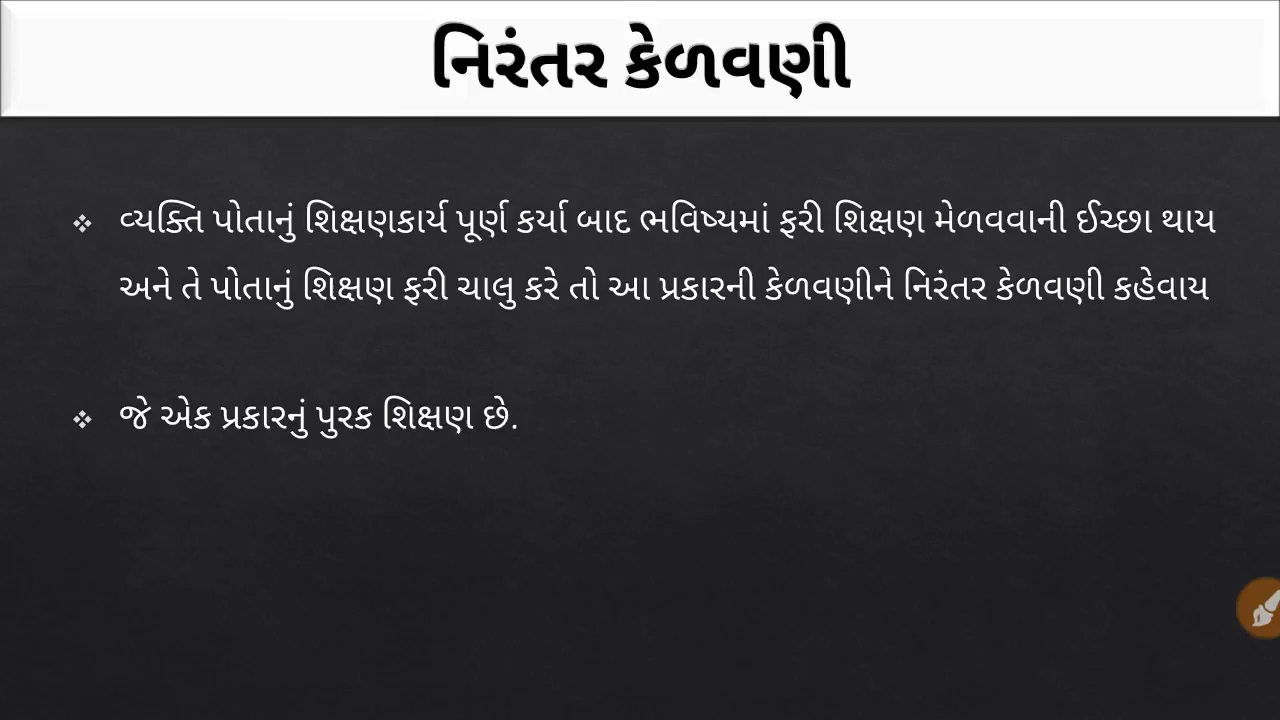 નિરંતર કેળવણી
વ્યક્તિ પોતાનું શિક્ષણકાર્ય પૂર્ણ કર્યા બાદ ભવિષ્યમાં ફરી શિક્ષણ મેળવવાની ઈચ્છા થાય
અને તે પોતાનું શિક્ષણ ફરી ચાલુ કરે તો આ પ્રકારની કેળવણીને નિરંતર કેળવણી કહેવાય
જે એક પ્રકારનું પુરક શિક્ષણ છે.